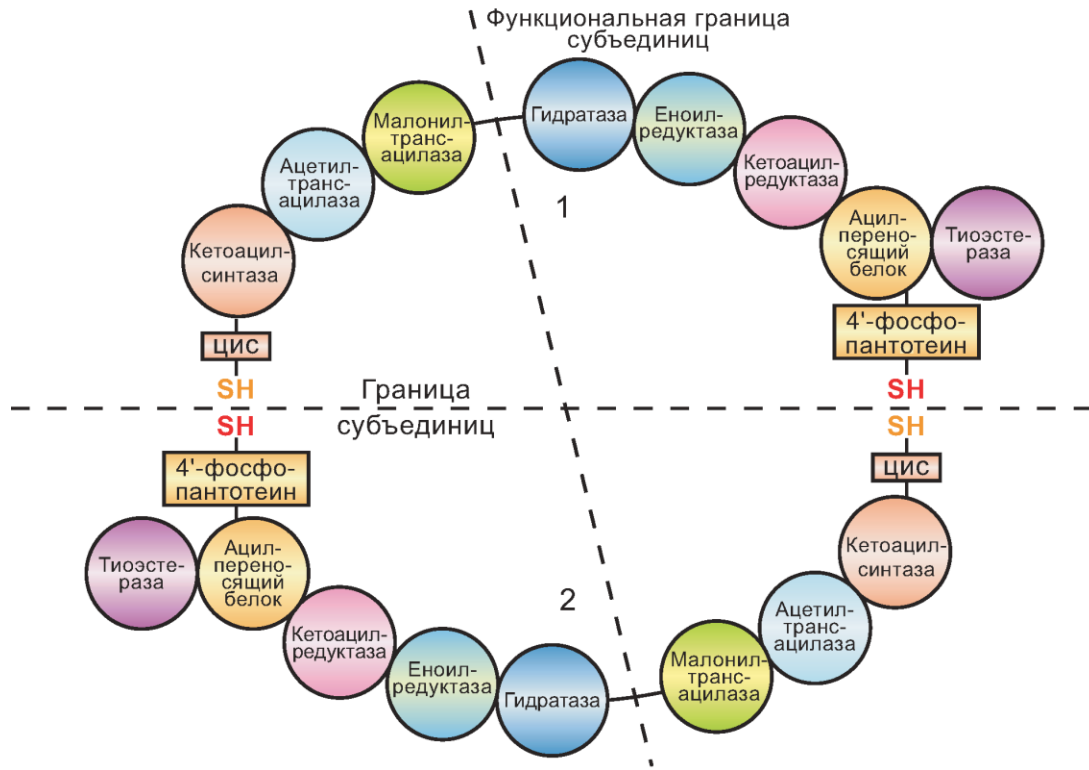 Функциональная граница
субъединиц
Малонил-
транс-
ацилаза
Гидратаза
Еноил-
редуктаза
Ацетил-
транс-
ацилаза
Кетоацил-
редуктаза
Кетоацил-
синтаза
1
Ацил-
перено-
сящий
белок
Тиоэсте-
раза
ЦИС
4'-фосфо-
пантотеин
SH
SH
Граница
субъединиц
SH
SH
4'-фосфо-
пантотеин
ЦИС
Тиоэсте-
раза
Ацил-
перено-
сящий
белок
Кетоацил-
синтаза
2
Кетоацил-
редуктаза
Ацетил-
транс-
ацилаза
Еноил-
редуктаза
Гидратаза
Малонил-
транс-
ацилаза